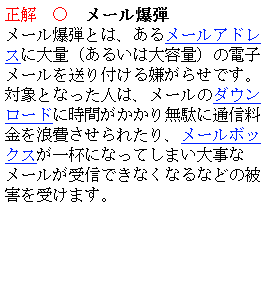 正解　○　メール爆弾
メール爆弾とは、あるメールアドレ
スに大量（あるいは大容量）の電子
メールを送り付ける嫌がらせです。
対象となった人は、メールのダウン
ロードに時間がかかり無駄に通信料
金を浪費させられたり、メールボッ
クスが一杯になってしまい大事な
メールが受信できなくなるなどの被
害を受けます。